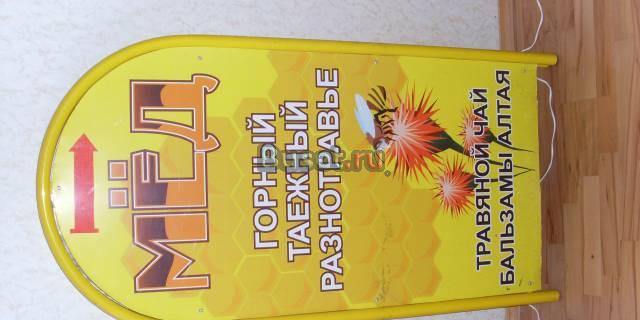 МЁД
ГОРНЫЙ
ТАЕЖНЫЙ
РАЗНОТРАВЬЕ
ТРАВЯНОЙ ЧАЙ
БАЛЬЗАМЫ АЛТАЯ